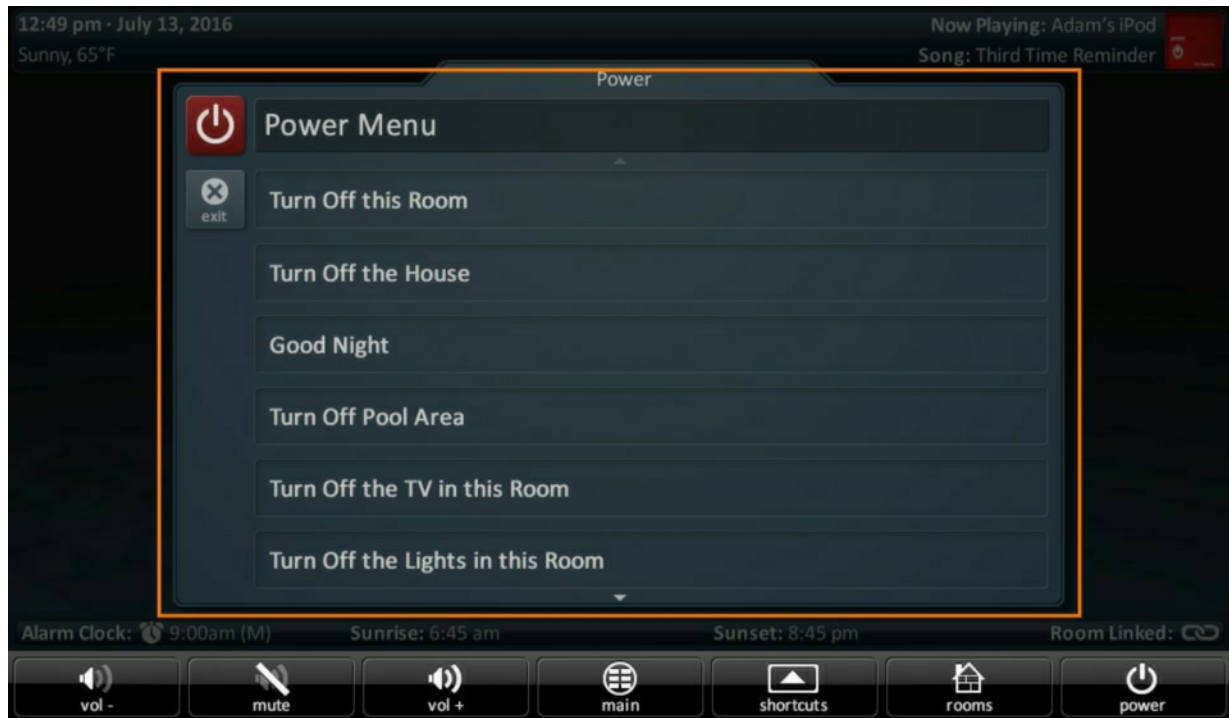 12:49 pm · July 13, 2016
Now Playing: Adam's iPod
Sunny, 65°F
Song: Third Time Reminder
Power
Power Menu
exit
Turn Off this Room
Turn Off the House
Good Night
Turn Off Pool Area
Turn Off the TV in this Room
Turn Off the Lights in this Room
Alarm Clock: 9:00am (M)
Sunrise: 6:45 am
Sunset: 8:45 pm
Room Linked:
vol -
mute
vol +
main
shortcuts
rooms
power